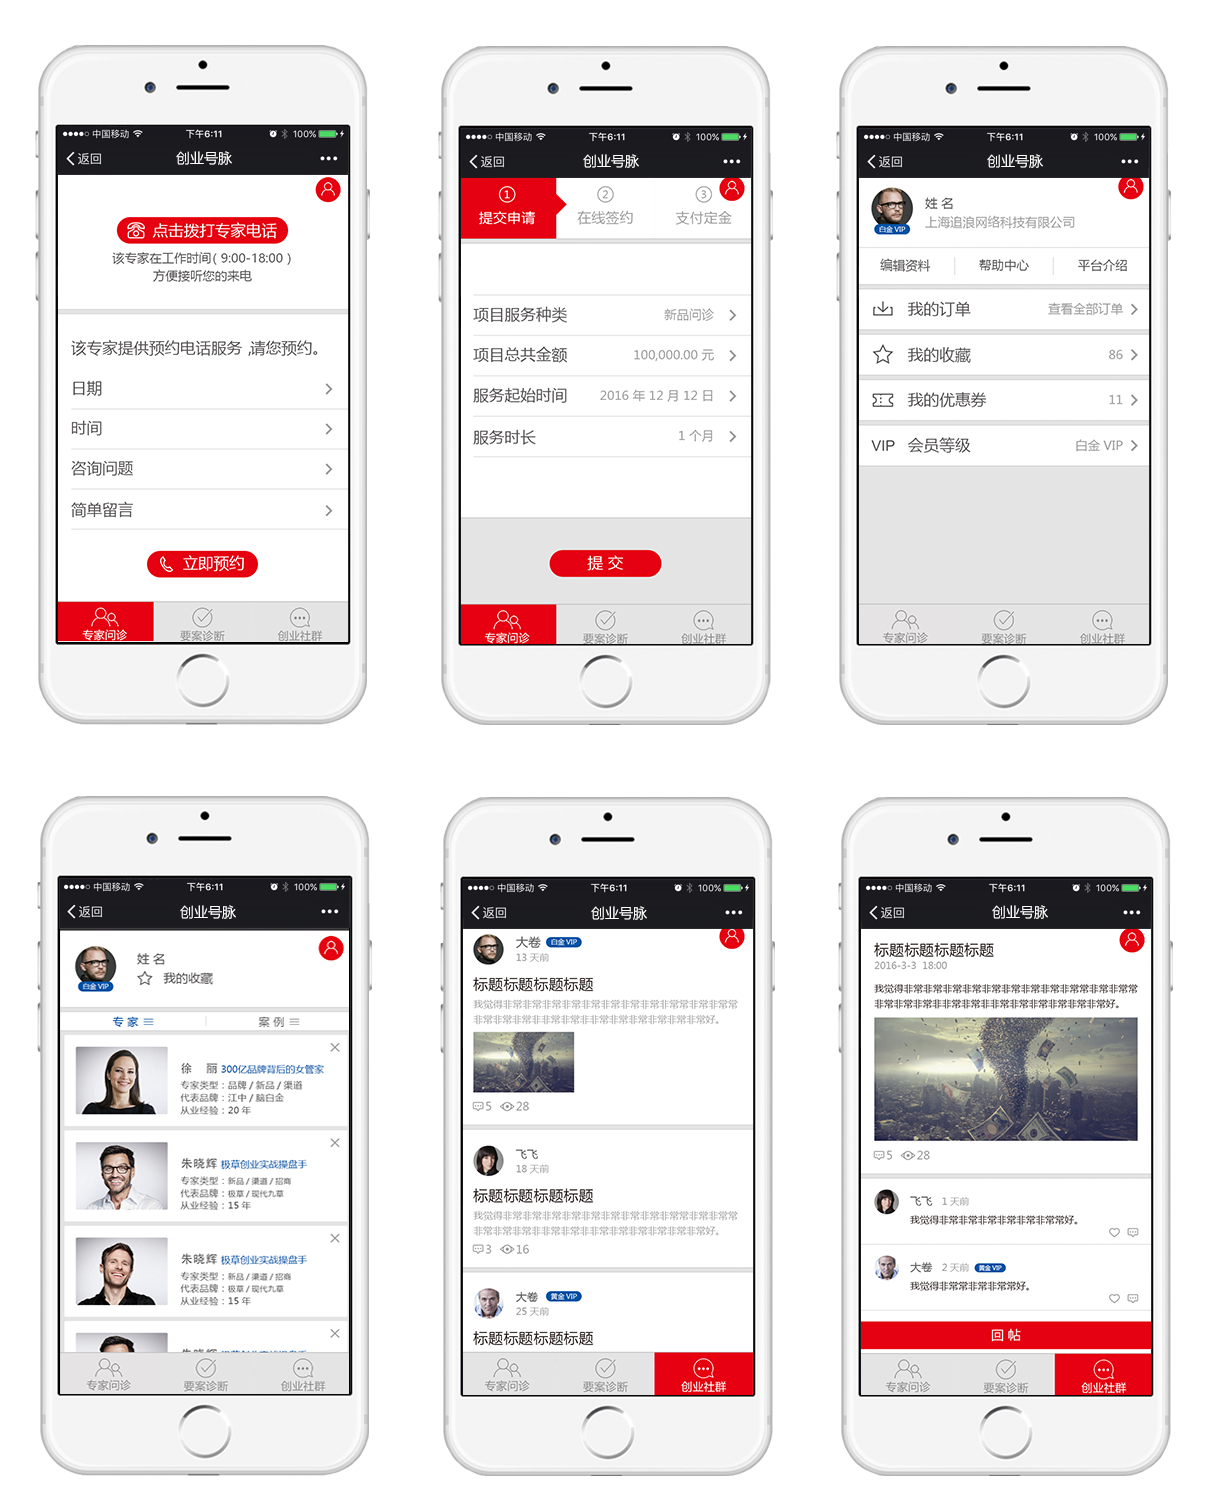 中国移动 下午6:11 100%
返回 创业号脉
点击拨打专家电话
该专家在工作时间( 9:00-18:00 )
方便接听您的来电
该专家提供预约电话服务 ,请您预约。
日期
时间
咨询问题
简单留言
立即预约
专家问诊 要案诊断 创业社群
中国移动 下午6:11 100%
返回 创业号脉
1 2 3
提交申请 在线签约 支付定金
项目服务种类 新品问诊
项目总共金额 100,000.00 元
服务起始时间 2016 年 12 月 12 日
服务时长 1 个月
提 交
专家问诊 要案诊断 创业社群
中国移动 下午6:11 100%
返回 创业号脉
姓 名
上海追浪网络科技有限公司
白金 VIP
编辑资料 帮助中心 平台介绍
我的订单 查看全部订单
我的收藏 86
我的优惠券 11
VIP 会员等级 白金 VIP
专家问诊 要案诊断 创业社群
中国移动 下午6:11 100%
返回 创业号脉
姓 名
我的收藏
白金 VIP
专 家 案 例
徐 丽 300亿品牌背后的女管家
专家类型：品牌 / 新品 / 渠道
代表品牌：江中 / 脑白金
从业经验：20 年
朱晓辉 极草创业实战操盘手
专家类型：新品 / 渠道 / 招商
代表品牌：极草 / 现代九草
从业经验：15 年
朱晓辉 极草创业实战操盘手
专家类型：新品 / 渠道 / 招商
代表品牌：极草 / 现代九草
从业经验：15 年
专家问诊 要案诊断 创业社群
中国移动 下午6:11 100%
返回 创业号脉
大卷 白金 VIP
13 天前
标题标题标题标题
我觉得非常非常非常非常非常非常非常非常非常非常非常
非常非常非常非常非常非常非常非常非常非常非常好。
5 28
飞飞
18 天前
标题标题标题标题
我觉得非常非常非常非常非常非常非常非常非常非常非常
非常非常非常非常非常非常非常非常非常非常非常好。
3 16
大卷 黄金 VIP
25 天前
标题标题标题标题
专家问诊 要案诊断 创业社群
中国移动 下午6:11 100%
返回 创业号脉
标题标题标题标题
2016-3-3 18:00
我觉得非常非常非常非常非常非常非常非常非常非常非常
非常非常非常非常非常非常非常非常非常非常非常好。
5 28
飞飞 1 天前
我觉得非常非常非常非常非常非常好。
大卷 2 天前 黄金 VIP
我觉得非常非常非常非常好。
回 帖
专家问诊 要案诊断 创业社群